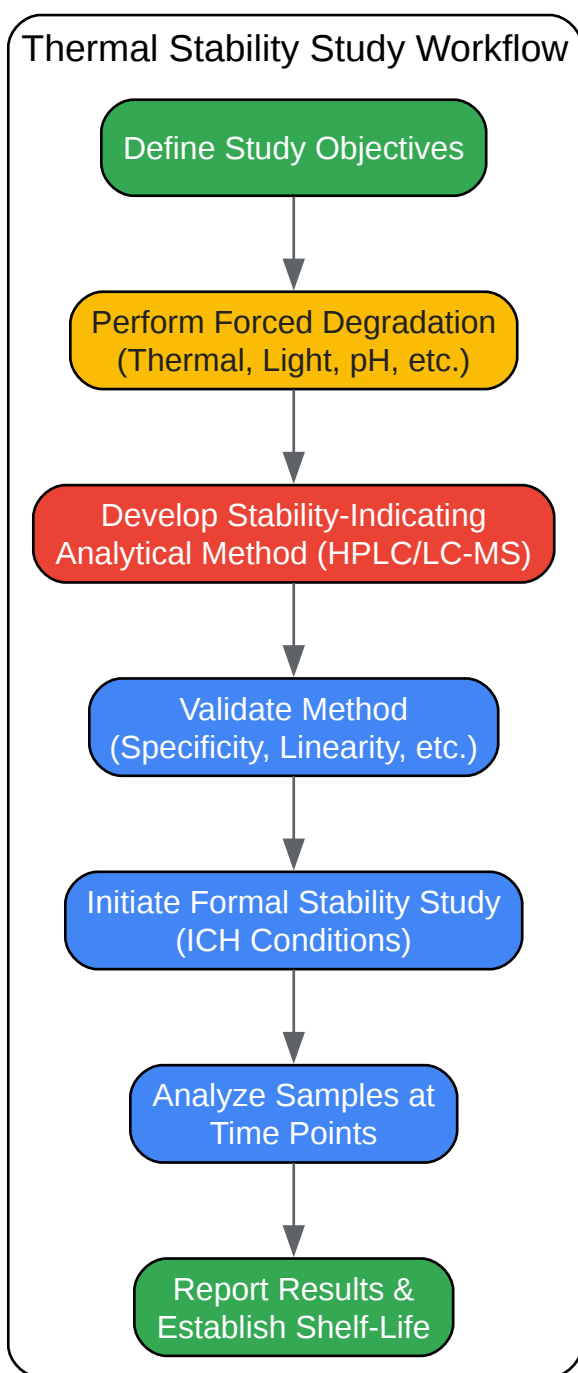 Thermal Stability Study Workflow
Define Study Objectives
Perform Forced Degradation
(Thermal, Light, pH, etc.)
Develop Stability-Indicating
Analytical Method (HPLC/LC-MS)
Validate Method
(Specificity, Linearity, etc.)
Initiate Formal Stability Study
(ICH Conditions)
Analyze Samples at
Time Points
Report Results &
Establish Shelf-Life